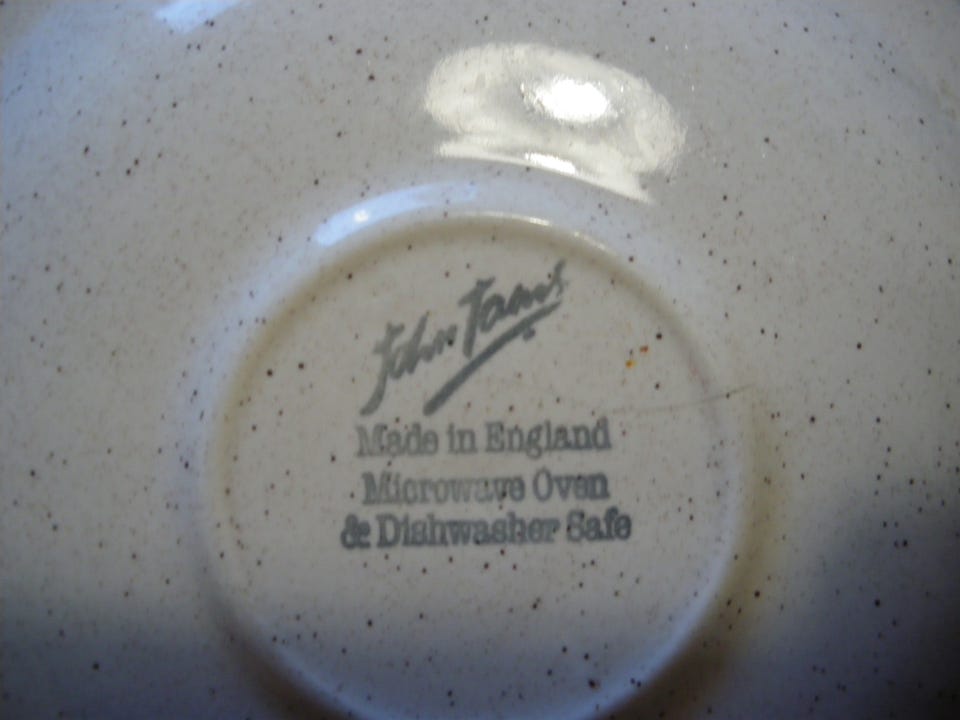 John Tams
Made in England
Microwave Oven
& Dishwasher Safe